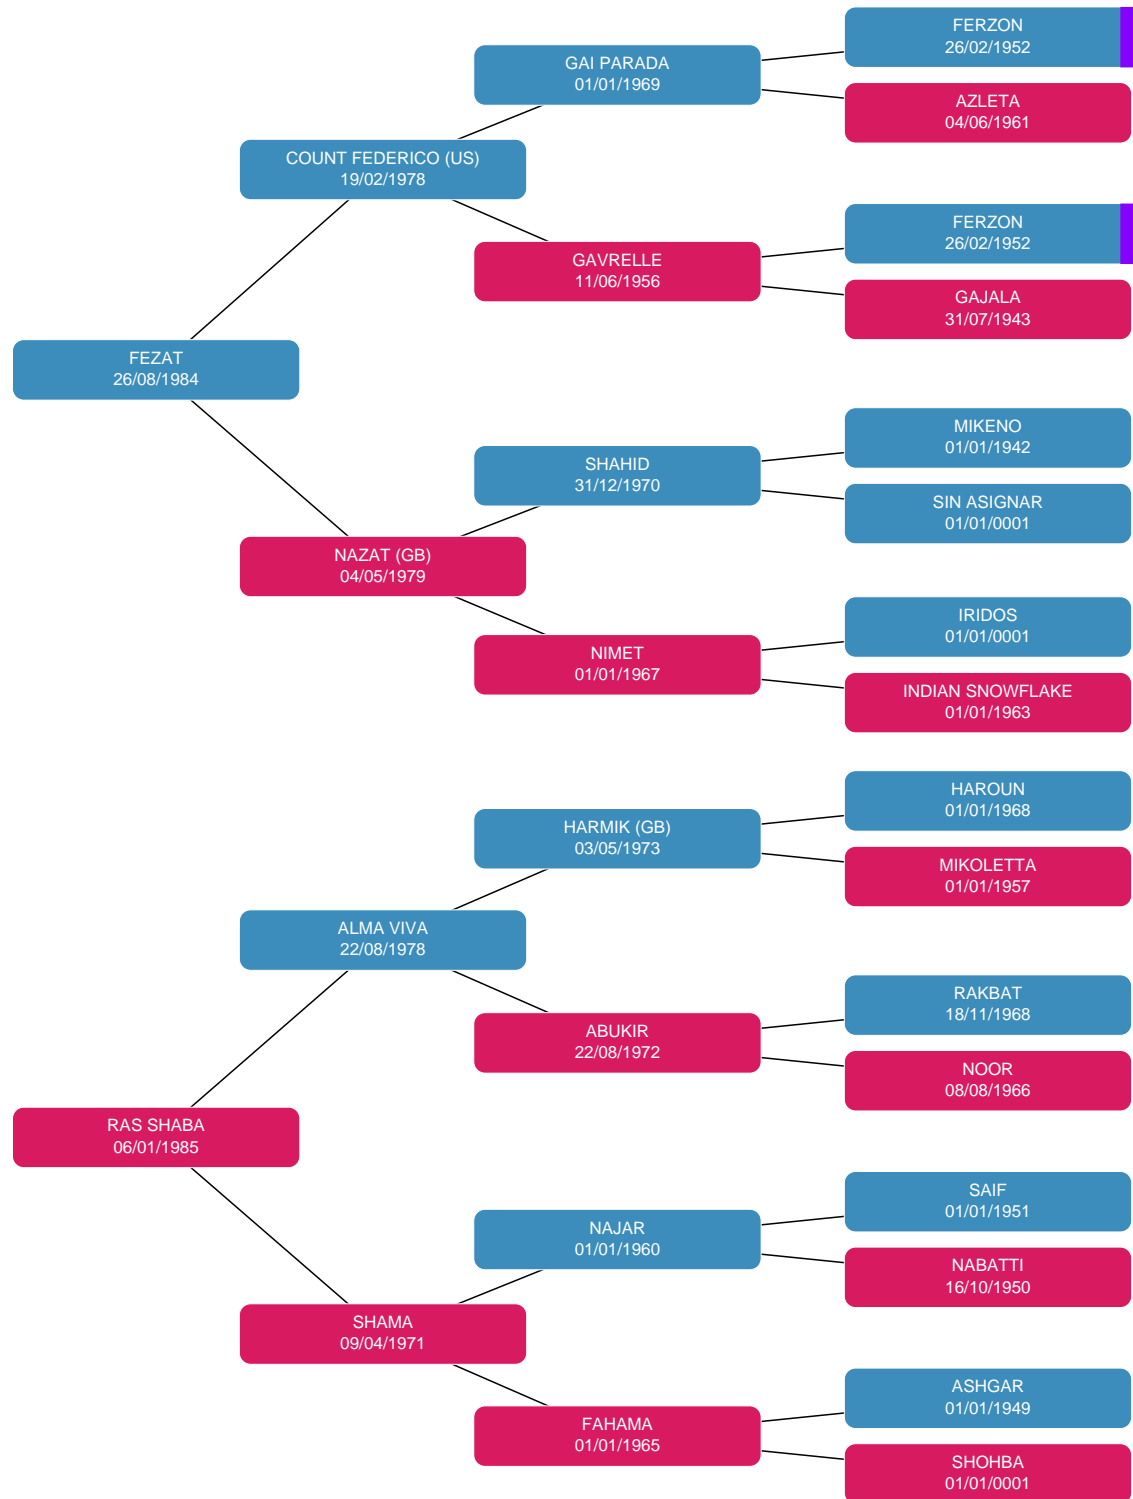 FERZON
26/02/1952
GAI PARADA
01/01/1969
AZLETA
04/06/1961
COUNT FEDERICO (US)
19/02/1978
FERZON
26/02/1952
GAVRELLE
11/06/1956
GAJALA
31/07/1943
FEZAT
26/08/1984
MIKENO
01/01/1942
SHAHID
31/12/1970
SIN ASIGNAR
01/01/0001
NAZAT (GB)
04/05/1979
IRIDOS
01/01/0001
NIMET
01/01/1967
INDIAN SNOWFLAKE
01/01/1963
HAROUN
01/01/1968
HARMIK (GB)
03/05/1973
MIKOLETTA
01/01/1957
ALMA VIVA
22/08/1978
RAKBAT
18/11/1968
ABUKIR
22/08/1972
NOOR
08/08/1966
RAS SHABA
06/01/1985
SAIF
01/01/1951
NAJAR
01/01/1960
NABATTI
16/10/1950
SHAMA
09/04/1971
ASHGAR
01/01/1949
FAHAMA
01/01/1965
SHOHBA
01/01/0001